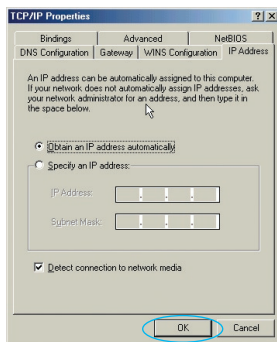 TCP/IP Properties
Bindings Advanced NetBIOS
DNS Configuration Gateway WINS Configuration IP Address
An IP address can be automatically assigned to this computer.
If your network does not automatically assign IP addresses, ask
your network administrator for an address, and then type it in
the space below.
Obtain an IP address automatically
Specify an IP address:
IP Address:
Subnet Mask:
Detect connection to network media
OK Cancel